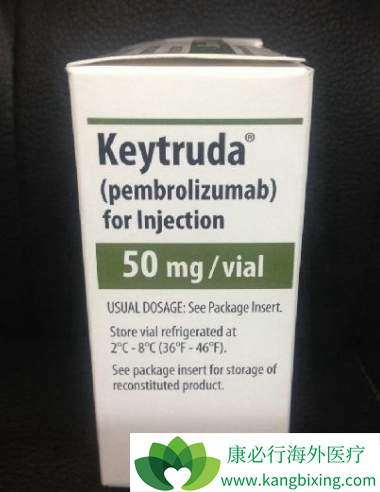 Keytruda®
(pembrolizumab)
for Injection
50 mg/vial
USUAL DOSAGE: See Package Insert.
Store vial refrigerated at
2°C - 8°C (36°F - 46°F).
See package insert for storage of
reconstituted product.
康必行海外医疗
www.kangbixing.com